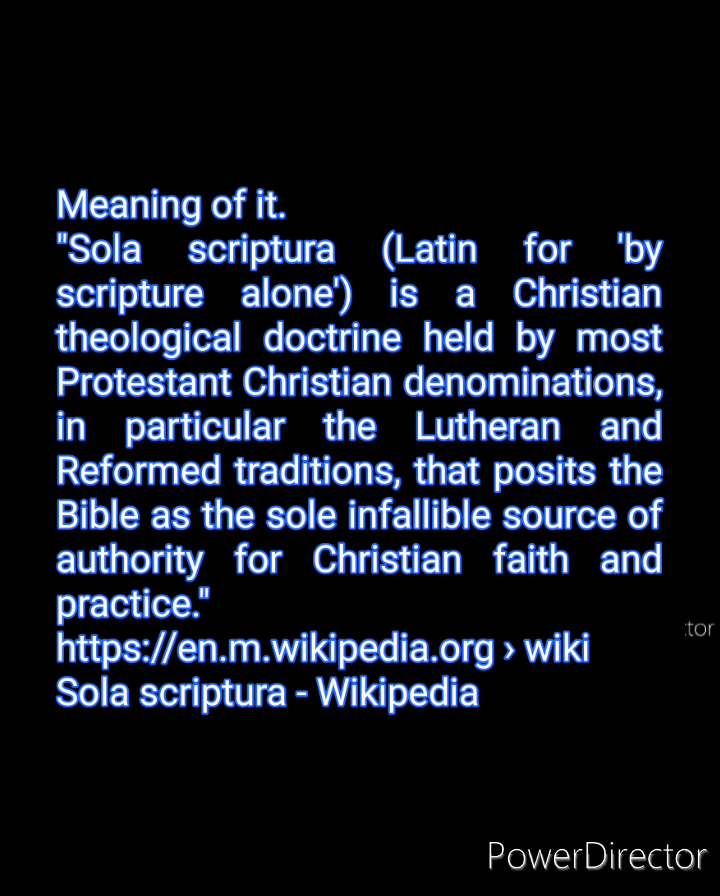 Meaning of it.
"Sola scriptura (Latin for 'by
scripture alone') is a Christian
theological doctrine held by most
Protestant Christian denominations,
in particular the Lutheran and
Reformed traditions, that posits the
Bible as the sole infallible source of
authority for Christian faith and
practice."
https://en.m.wikipedia.org › wiki
Sola scriptura - Wikipedia
PowerDirector